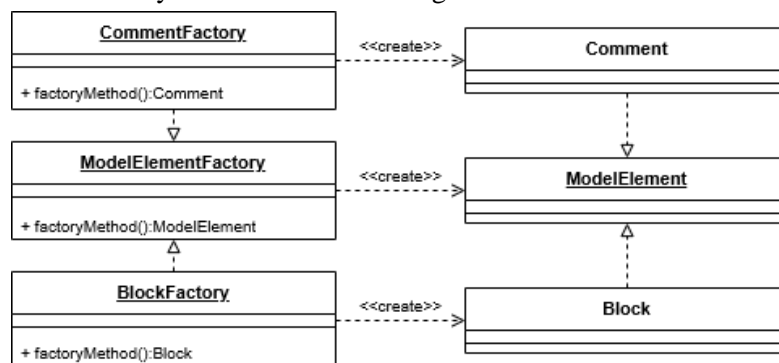 CommentFactory
<<create>>
Comment
+ factoryMethod():Comment
ModelElementFactory
<<create>>
ModelElement
+ factoryMethod():ModelElement
BlockFactory
<<create>>
Block
+ factoryMethod():Block